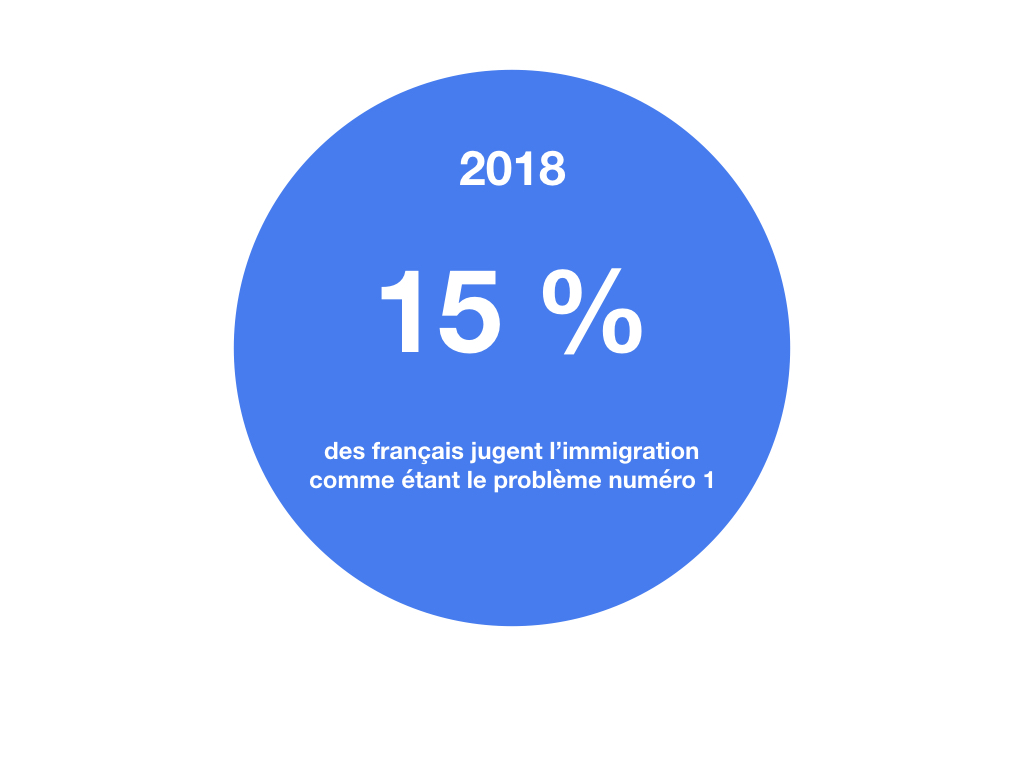 2018
15 %
des français jugent l’immigration
comme étant le problème numéro 1